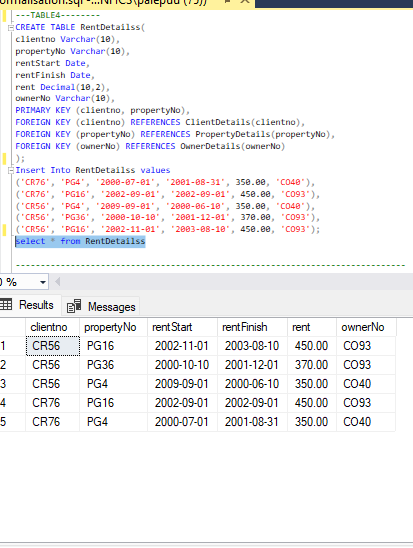 ---TABLE4--------
CREATE TABLE RentDetailss(
clientno Varchar(10),
propertyNo Varchar(10),
rentStart Date,
rentFinish Date,
rent Decimal(10,2),
ownerNo Varchar(10),
PRIMARY KEY (clientno, propertyNo),
FOREIGN KEY (clientno) REFERENCES ClientDetails(clientno),
FOREIGN KEY (propertyNo) REFERENCES PropertyDetails(propertyNo),
FOREIGN KEY (ownerNo) REFERENCES OwnerDetails(ownerNo)
);
Insert Into RentDetailss values
('CR76', 'PG4', '2000-07-01', '2001-08-31', 350.00, 'CO40'),
('CR76', 'PG16', '2002-09-01', '2002-09-01', 450.00, 'CO93'),
('CR56', 'PG4', '2009-09-01', '2000-06-10', 350.00, 'CO40'),
('CR56', 'PG36', '2000-10-10', '2001-12-01', 370.00, 'CO93'),
('CR56', 'PG16', '2002-11-01', '2003-08-10', 450.00, 'CO93');
select * from RentDetailss
0 %
Results Messages
clientno propertyNo rentStart rentFinish rent ownerNo
1 CR56 PG16 2002-11-01 2003-08-10 450.00 CO93
2 CR56 PG36 2000-10-10 2001-12-01 370.00 CO93
3 CR56 PG4 2009-09-01 2000-06-10 350.00 CO40
4 CR76 PG16 2002-09-01 2002-09-01 450.00 CO93
5 CR76 PG4 2000-07-01 2001-08-31 350.00 CO40